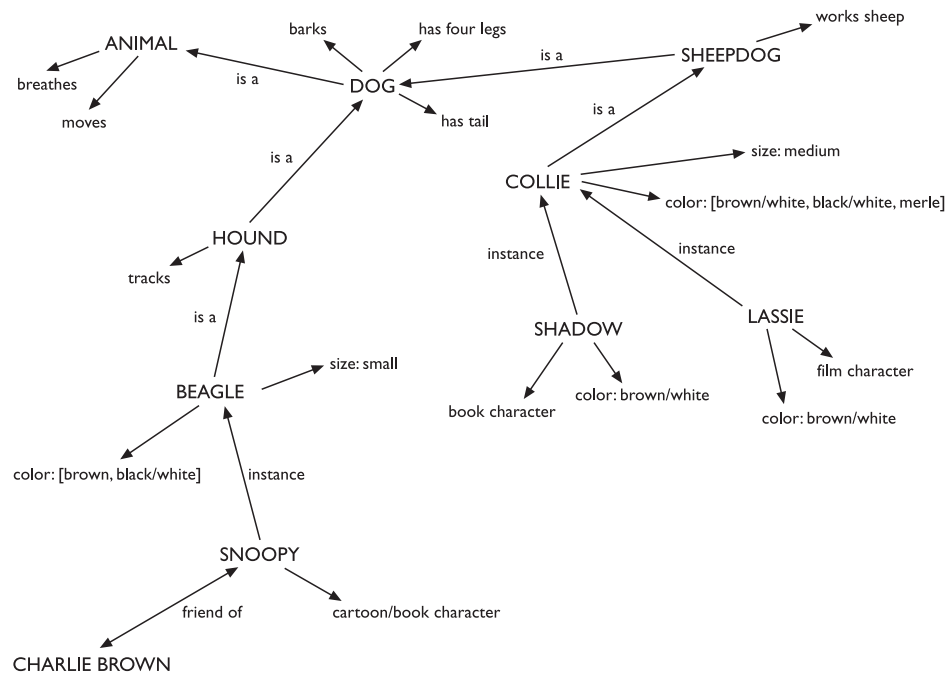 works sheep
barks
has four legs
ANIMAL
SHEEPDOG
is a
is a
breathes
DOG
moves
has tail
is a
is a
size: medium
COLLIE
color: [brown/white, black/white, merle]
HOUND
instance
instance
tracks
is a
LASSIE
SHADOW
size: small
film character
BEAGLE
color: brown/white
book character
color: brown/white
color: [brown, black/white]
instance
SNOOPY
friend of
cartoon/book character
CHARLIE BROWN